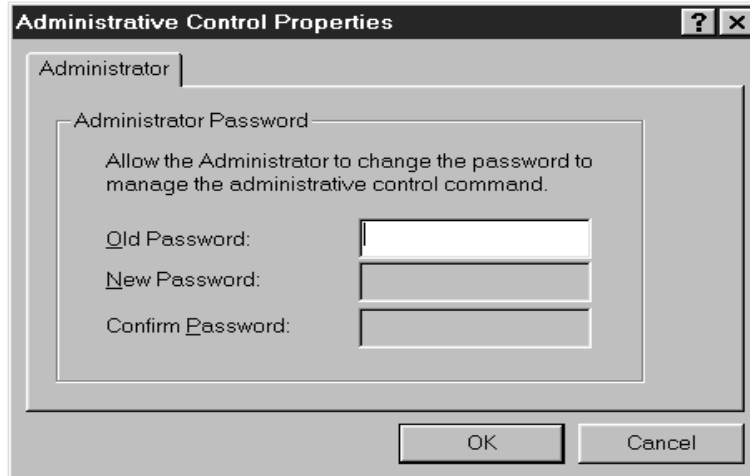 Administrative Control Properties
Administrator
Administrator Password
Allow the Administrator to change the password to
manage the administrative control command.
Old Password:
New Password:
Confirm Password:
OK
Cancel